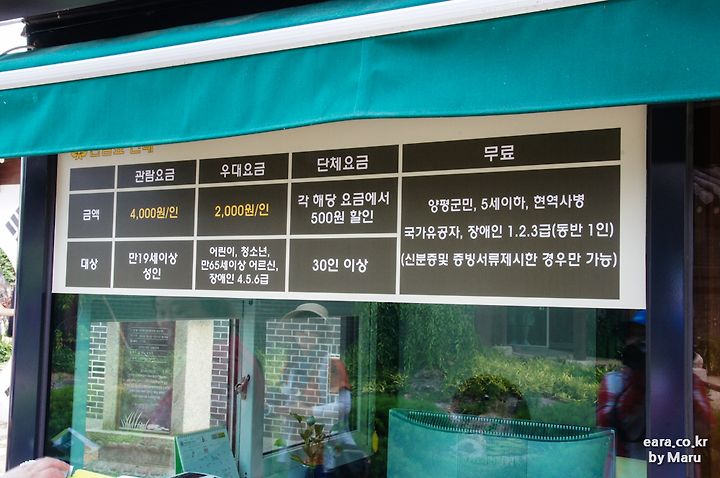 관람요금 우대요금 단체요금 무료
금액 4,000원/인 2,000원/인 각 해당 요금에서
500원 할인
양평군민, 5세이하, 현역사병
국가유공자, 장애인 1.2.3급(동반 1인)
(신분증및 증빙서류제시한 경우만 가능)
대상 만19세이상
성인
어린이, 청소년,
만65세이상 어르신,
장애인 4.5.6급
30인 이상
eara.co.kr
by Maru